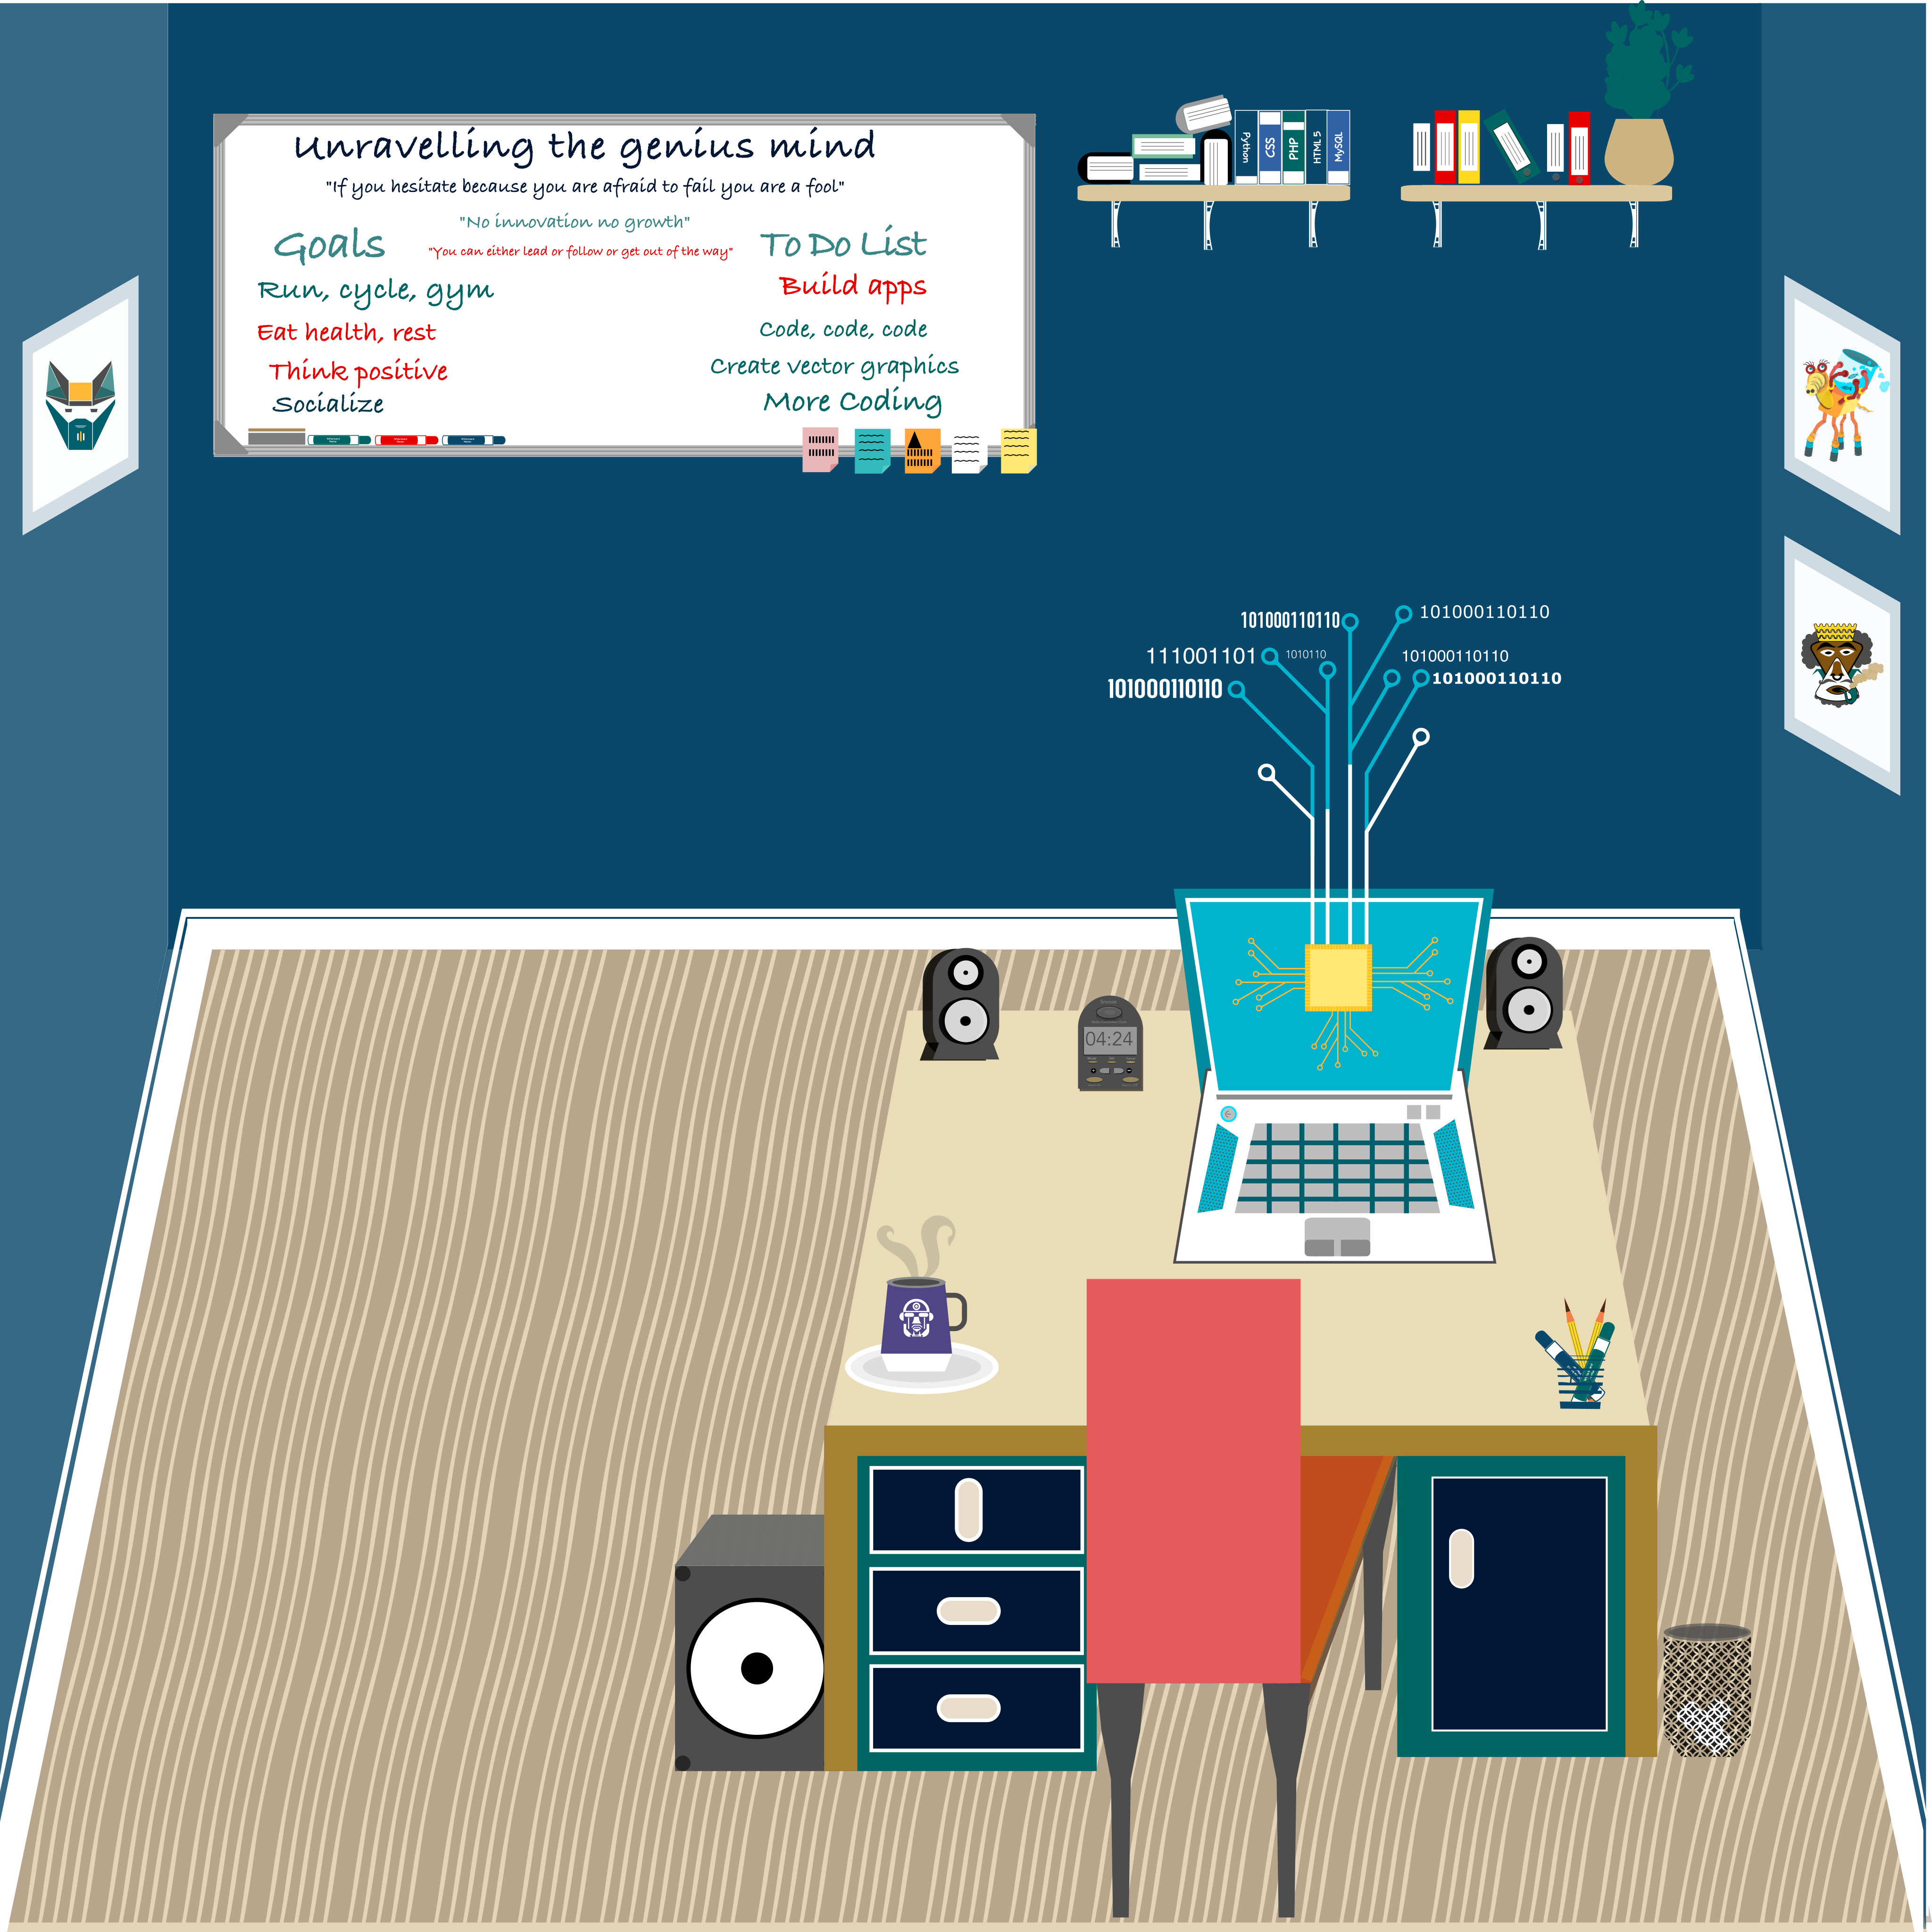 Unravelling the genius mind
"If you hesitate because you are afraid to fail you are a fool"
"No innovation no growth"
Goals
"You can either lead or follow or get out of the way"
To Do List
Run, cycle, gym
Build apps
Eat health, rest
Code, code, code
Think positive
Create vector graphics
Socialize
More Coding
Python
CSS
PHP
HTML 5
MySQL
101000110110
101000110110
111001101
1010110
101000110110
101000110110
101000110110
04:24